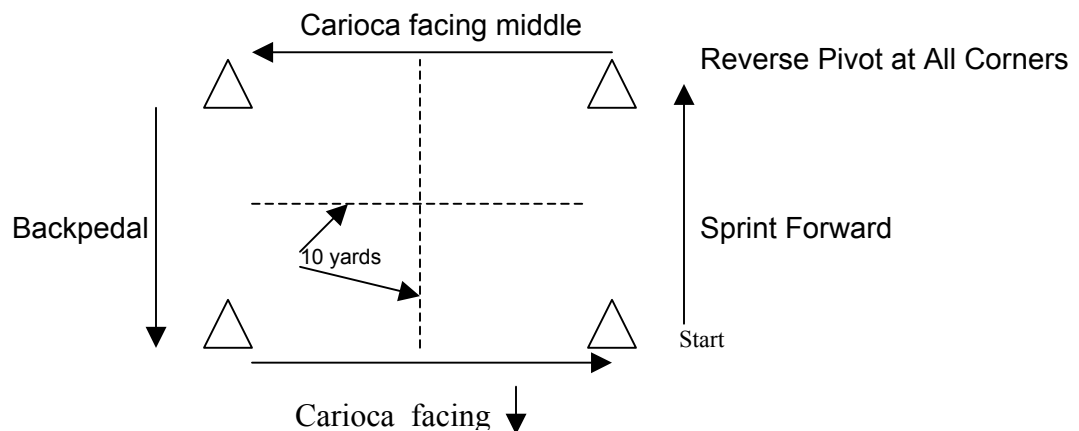 Carioca facing middle
Reverse Pivot at All Corners
Backpedal
Sprint Forward
10 yards
Start
Carioca facing